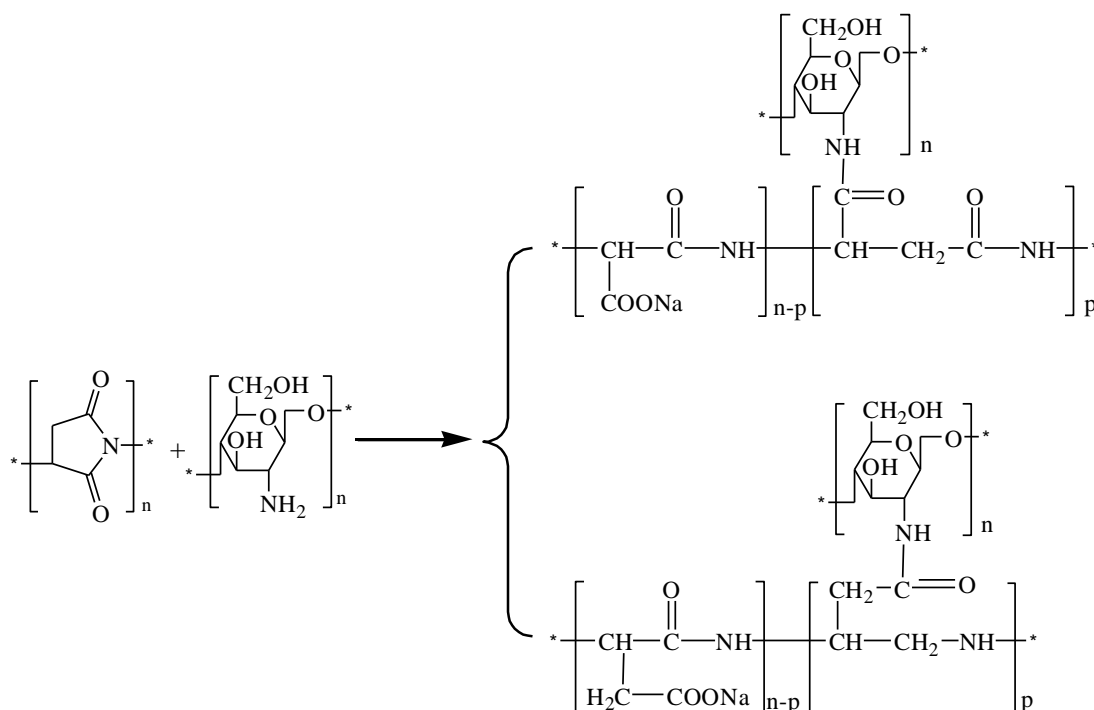 CH₂OH
O O *
OH
*
NH n
O C O O
* CH C NH CH CH₂ C NH *
COONa n-p p
O CH₂OH
N * + OH O O *
* n * NH₂ n
O
CH₂OH
O O *
OH
*
NH n
O CH₂ C O
* CH C NH CH CH₂ NH *
H₂C COONa n-p p